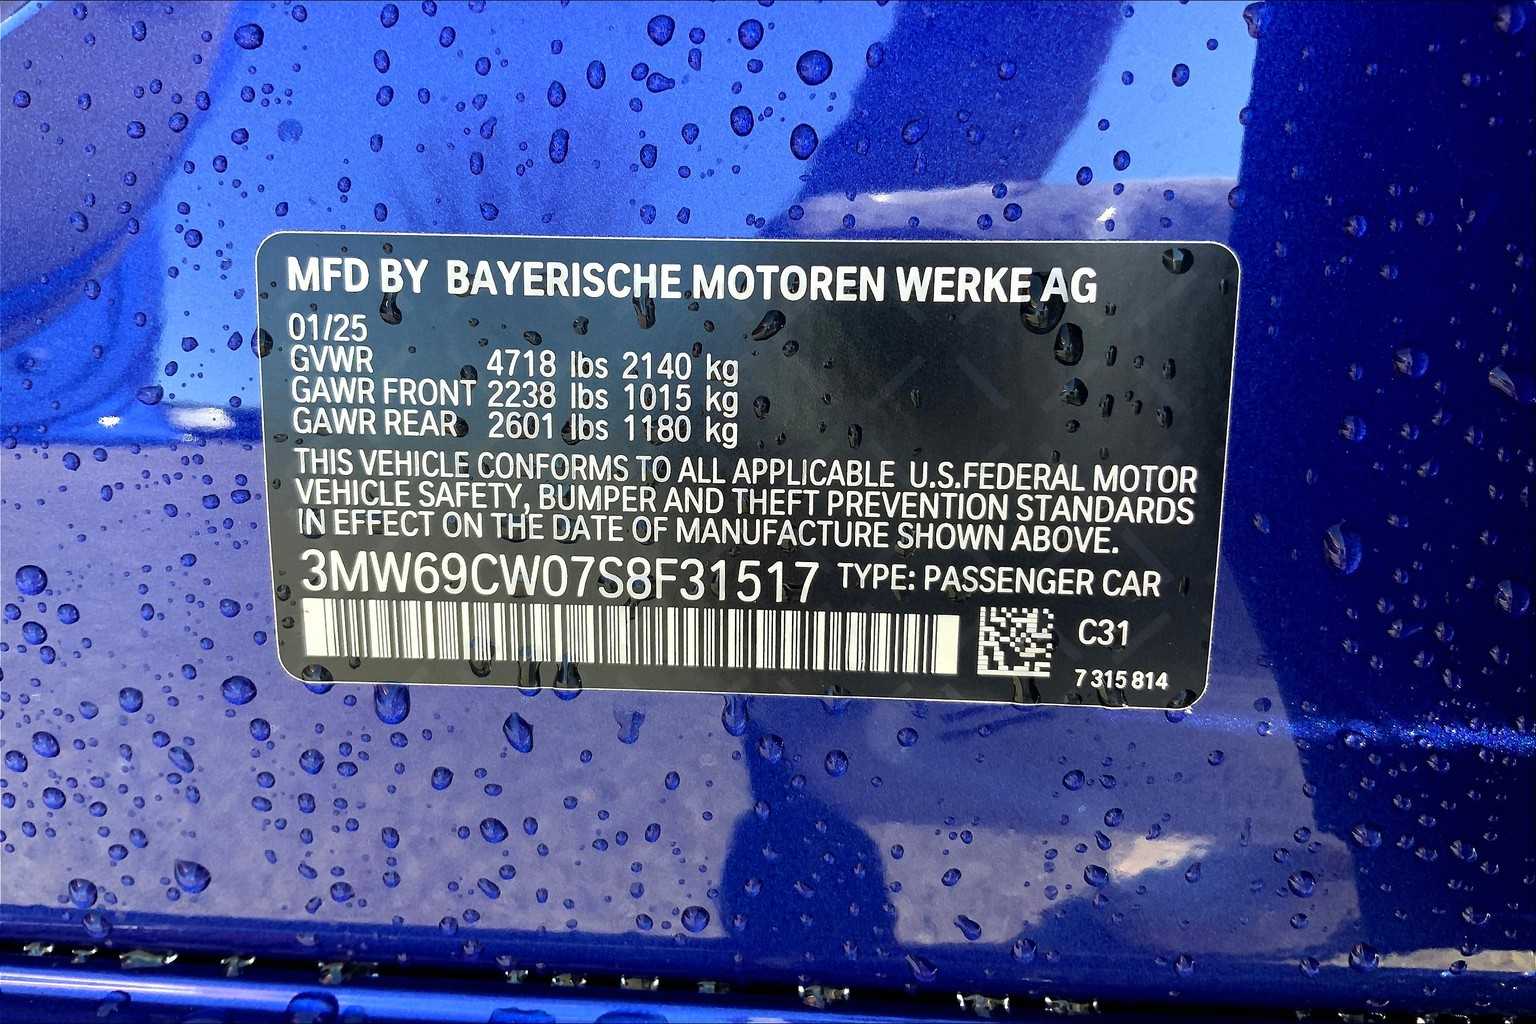 MFD BY BAYERISCHE MOTOREN WERKE AG
01/25
GVWR 4718 lbs 2140 kg
GAWR FRONT 2238 lbs 1015 kg
GAWR REAR 2601 lbs 1180 kg
THIS VEHICLE CONFORMS TO ALL APPLICABLE U.S.FEDERAL MOTOR
VEHICLE SAFETY, BUMPER AND THEFT PREVENTION STANDARDS
IN EFFECT ON THE DATE OF MANUFACTURE SHOWN ABOVE.
3MW69CW07S8F31517 TYPE: PASSENGER CAR
C31
7 315 814